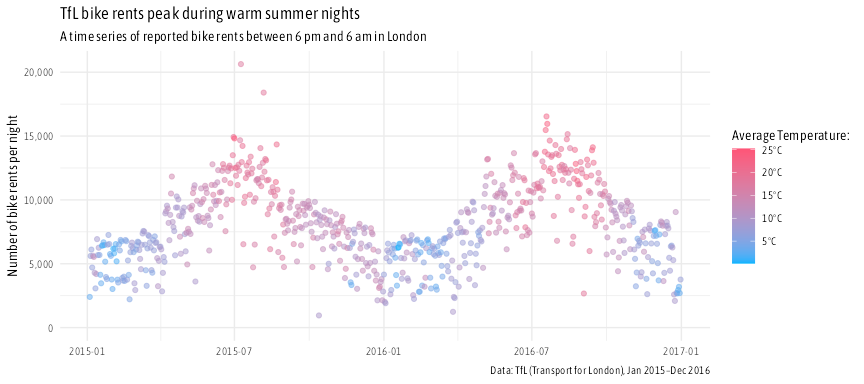 TfL bike rents peak during warm summer nights
A time series of reported bike rents between 6 pm and 6 am in London
Number of bike rents per night
20,000
15,000
10,000
5,000
0
2015-01
2015-07
2016-01
2016-07
2017-01
Average Temperature:
25°C
20°C
15°C
10°C
5°C
Data: TfL (Transport for London), Jan 2015–Dec 2016